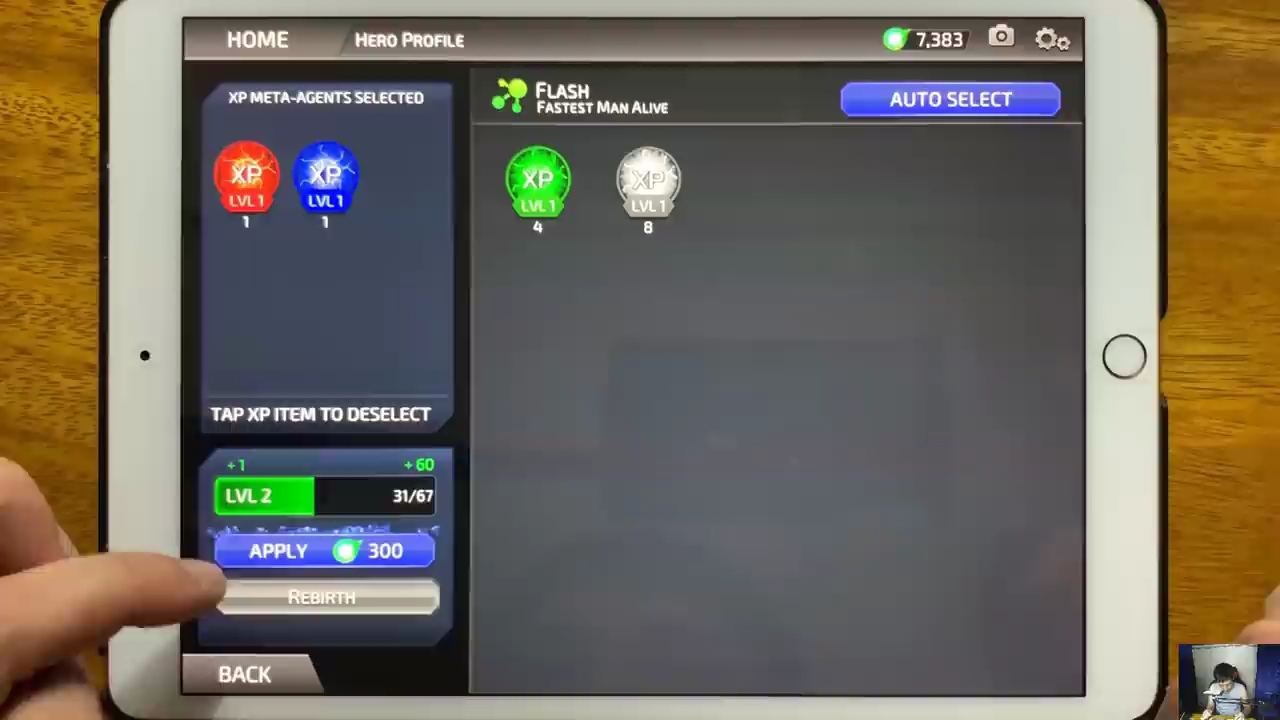 HOME
HERO PROFILE
7,383
XP META-AGENTS SELECTED
XP
LVL 1
1
XP
LVL 1
1
TAP XP ITEM TO DESELECT
+1
+60
LVL 2
31/67
APPLY 300
REBIRTH
BACK
FLASH
FASTEST MAN ALIVE
AUTO SELECT
XP
LVL 1
4
XP
LVL 1
8